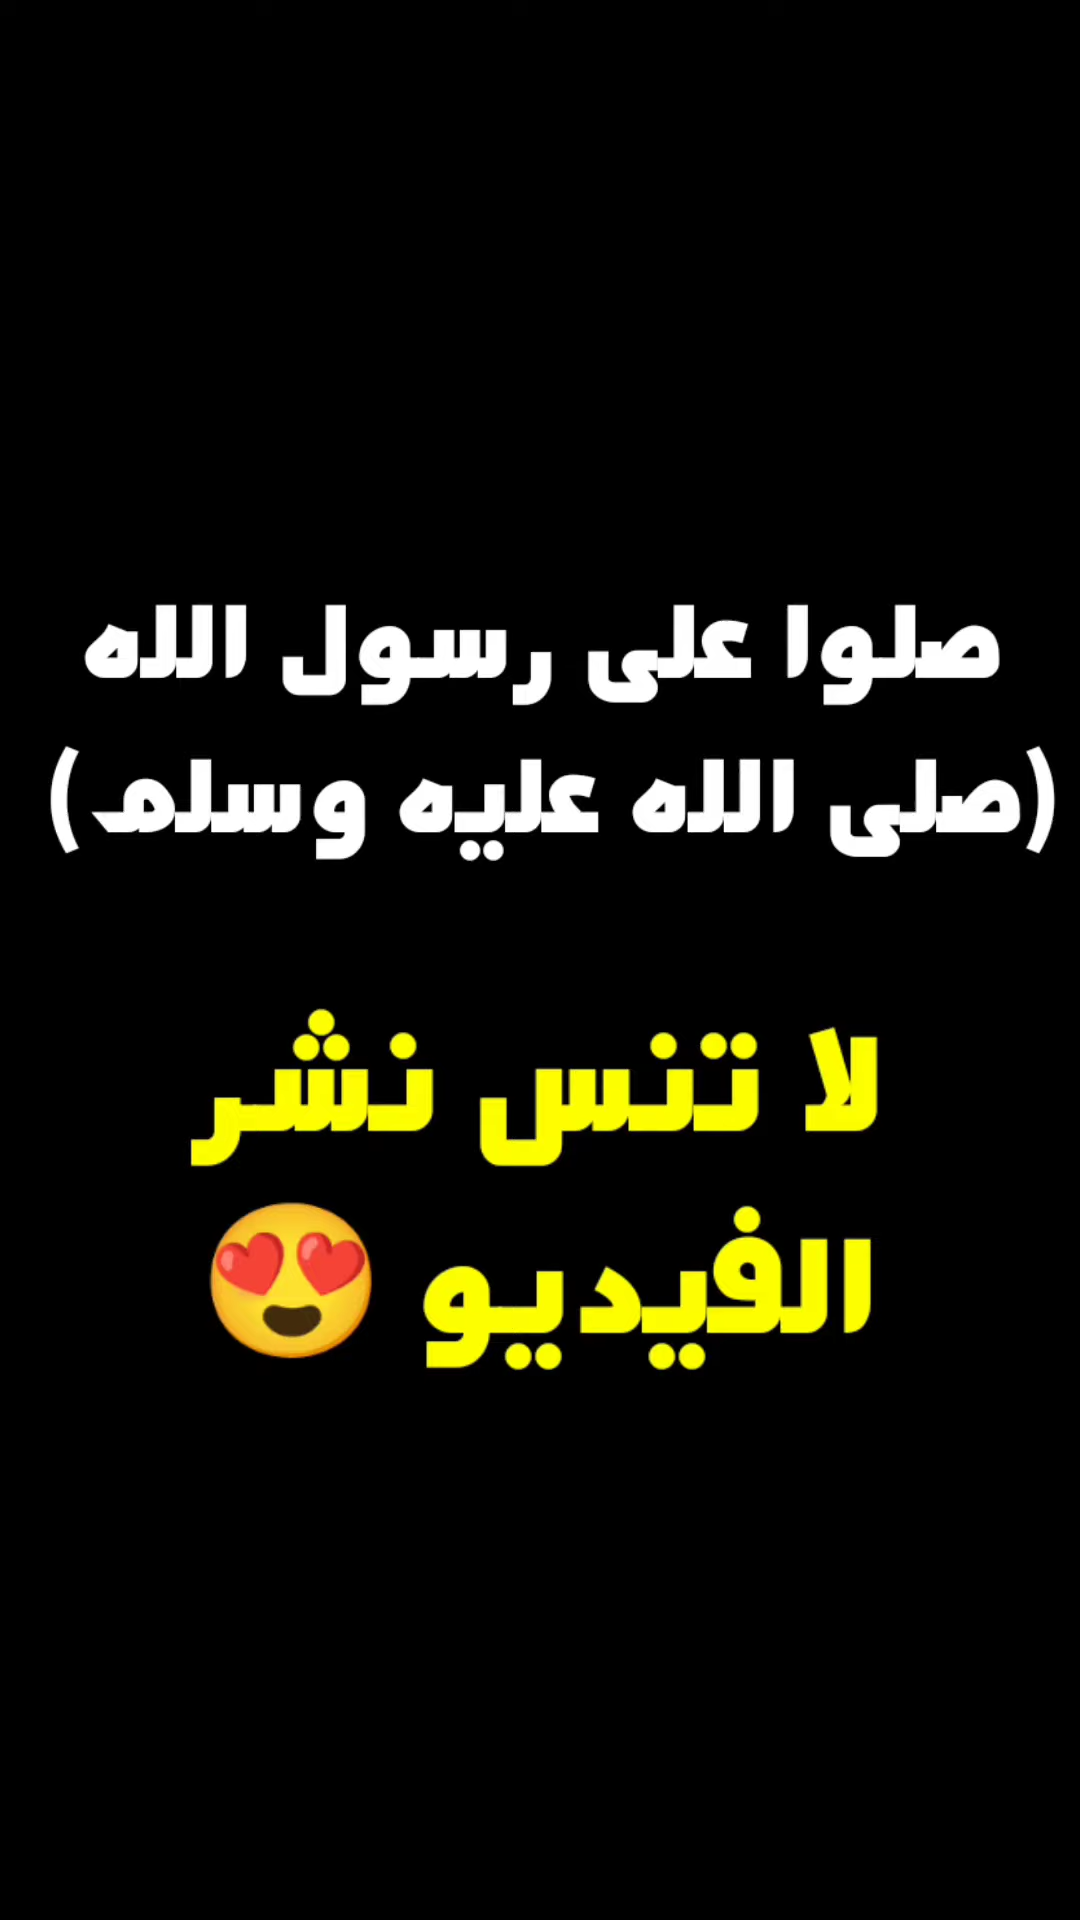 صلوا على رسول الله
(صلى الله عليه وسلم)
لا تنس نشر
الفيديو 😍